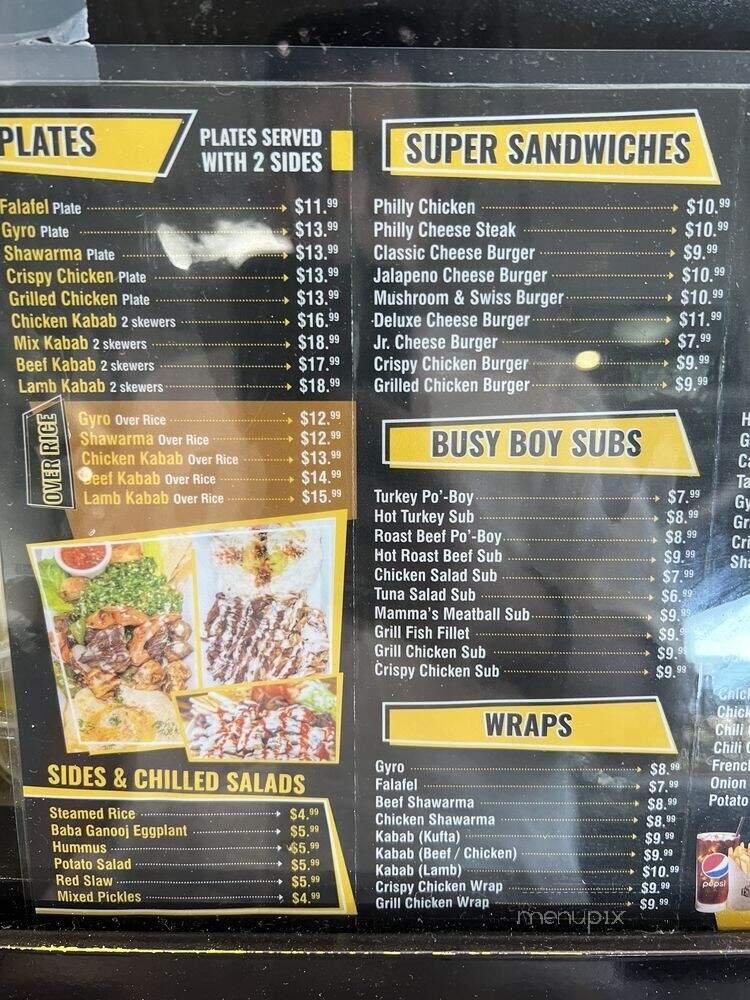 PLATES
PLATES SERVED
WITH 2 SIDES
Falafel Plate $11.99
Gyro Plate $13.99
Shawarma Plate $13.99
Crispy Chicken Plate $13.99
Grilled Chicken Plate $13.99
Chicken Kabab 2 skewers $16.99
Mix Kabab 2 skewers $18.99
Beef Kabab 2 skewers $17.99
Lamb Kabab 2 skewers $18.99
OVER RICE
Gyro Over Rice $12.99
Shawarma Over Rice $12.99
Chicken Kabab Over Rice $13.99
Beef Kabab Over Rice $14.99
Lamb Kabab Over Rice $15.99
SIDES & CHILLED SALADS
Steamed Rice $4.99
Baba Ganooj Eggplant $5.99
Hummus $5.99
Potato Salad $5.99
Red Slaw $5.99
Mixed Pickles $4.99
SUPER SANDWICHES
Philly Chicken $10.99
Philly Cheese Steak $10.99
Classic Cheese Burger $9.99
Jalapeno Cheese Burger $10.99
Mushroom & Swiss Burger $10.99
Deluxe Cheese Burger $11.99
Jr. Cheese Burger $7.99
Crispy Chicken Burger $9.99
Grilled Chicken Burger $9.99
BUSY BOY SUBS
Turkey Po'-Boy $7.99
Hot Turkey Sub $8.99
Roast Beef Po'-Boy $8.99
Hot Roast Beef Sub $9.99
Chicken Salad Sub $7.99
Tuna Salad Sub $6.99
Mamma's Meatball Sub $9.99
Grill Fish Fillet $9.99
Grill Chicken Sub $9.99
Crispy Chicken Sub $9.99
WRAPS
Gyro $8.99
Falafel $7.99
Beef Shawarma $8.99
Chicken Shawarma $8.99
Kabab (Kufta) $9.99
Kabab (Beef / Chicken) $9.99
Kabab (Lamb) $10.99
Crispy Chicken Wrap $9.99
Grill Chicken Wrap $9.99
Chili
Chili
Onion
Potato
pepsi
menupix